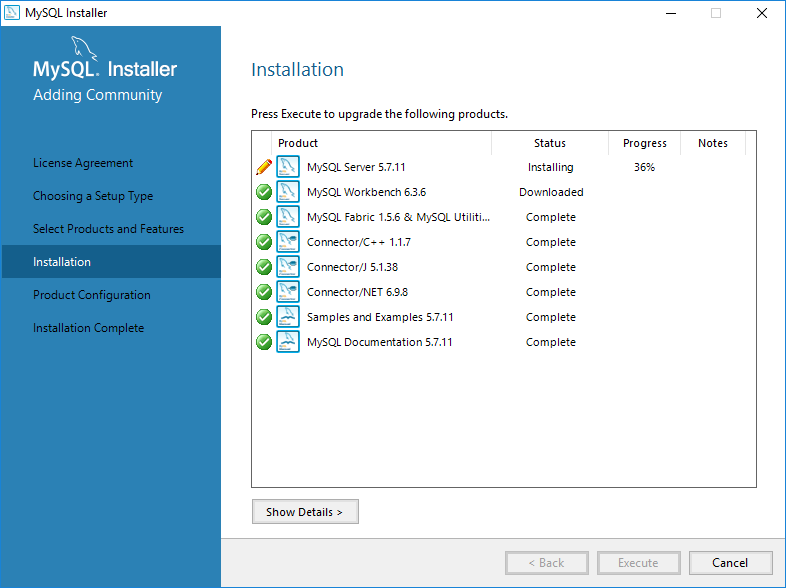 MySQL Installer
MySQL. Installer
Adding Community
License Agreement
Choosing a Setup Type
Select Products and Features
Installation
Product Configuration
Installation Complete
Installation
Press Execute to upgrade the following products.
Product Status Progress Notes
MySQL Server 5.7.11 Installing 36%
MySQL Workbench 6.3.6 Downloaded
MySQL Fabric 1.5.6 & MySQL Utiliti... Complete
Connector/C++ 1.1.7 Complete
Connector/J 5.1.38 Complete
Connector/NET 6.9.8 Complete
Samples and Examples 5.7.11 Complete
MySQL Documentation 5.7.11 Complete
Show Details >
< Back Execute Cancel